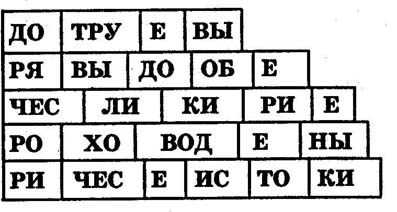 ДО ТРУ Е ВЫ
РЯ ВЫ ДО ОБ Е
ЧЕС ЛИ КИ РИ Е
РО ХО ВОД Е НЫ
РИ ЧЕС Е ИС ТО КИ